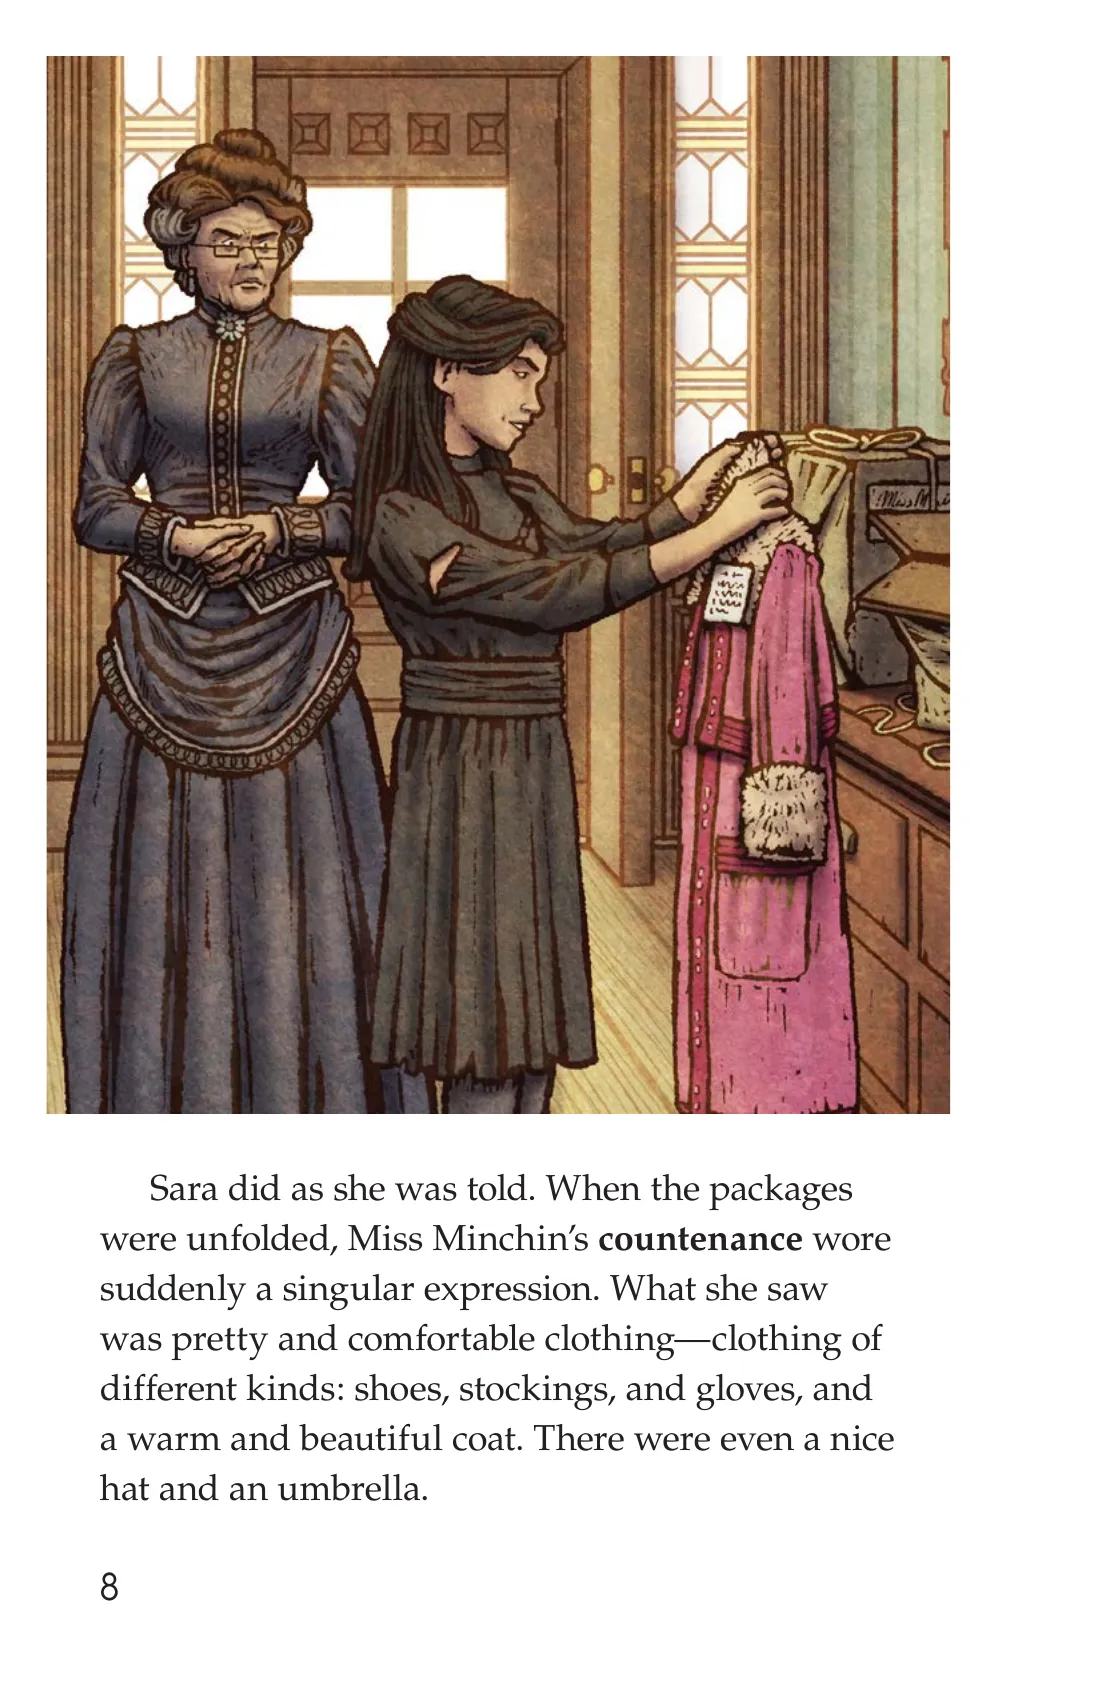 Miss M
Sara did as she was told. When the packages
were unfolded, Miss Minchin’s countenance wore
suddenly a singular expression. What she saw
was pretty and comfortable clothing—clothing of
different kinds: shoes, stockings, and gloves, and
a warm and beautiful coat. There were even a nice
hat and an umbrella.
8